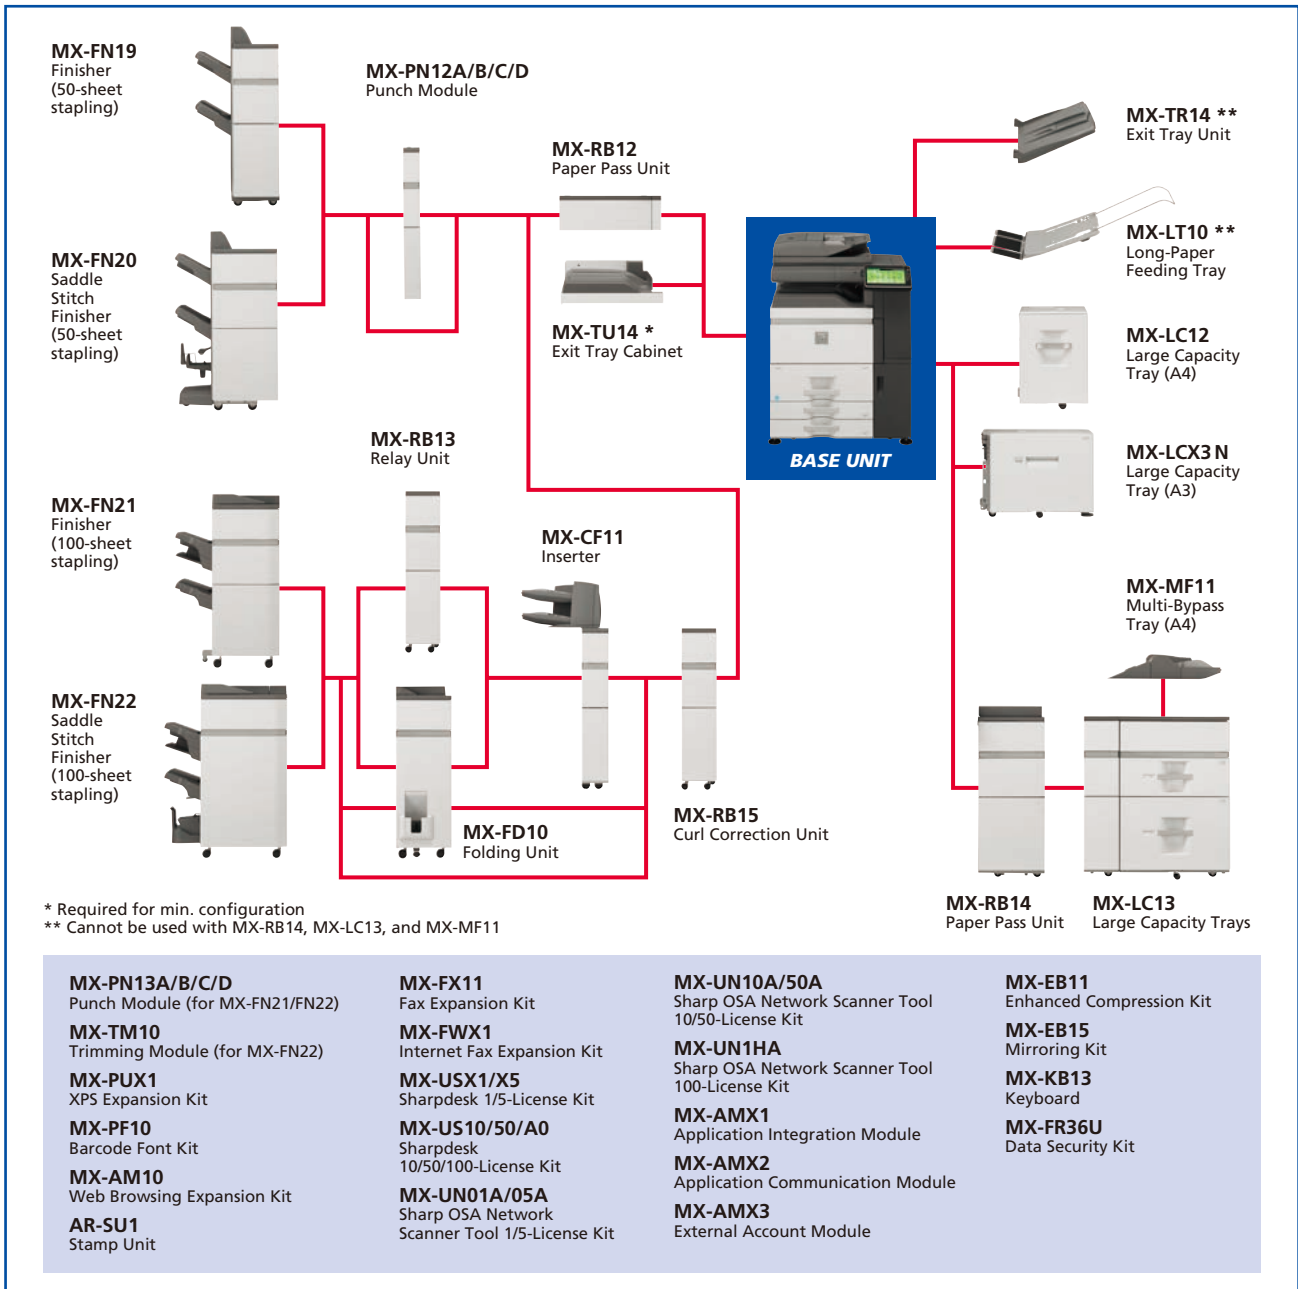 MX-FN19
Finisher
(50-sheet
stapling)
MX-PN12A/B/C/D
Punch Module
MX-RB12
Paper Pass Unit
MX-TR14 **
Exit Tray Unit
MX-FN20
Saddle
Stitch
Finisher
(50-sheet
stapling)
MX-TU14 *
Exit Tray Cabinet
BASE UNIT
MX-LT10 **
Long-Paper
Feeding Tray
MX-LC12
Large Capacity
Tray (A4)
MX-LCX3 N
Large Capacity
Tray (A3)
MX-RB13
Relay Unit
MX-FN21
Finisher
(100-sheet
stapling)
MX-CF11
Inserter
MX-MF11
Multi-Bypass
Tray (A4)
MX-FN22
Saddle
Stitch
Finisher
(100-sheet
stapling)
MX-FD10
Folding Unit
MX-RB15
Curl Correction Unit
MX-RB14
Paper Pass Unit
MX-LC13
Large Capacity Trays
* Required for min. configuration
** Cannot be used with MX-RB14, MX-LC13, and MX-MF11
MX-PN13A/B/C/D
Punch Module (for MX-FN21/FN22)
MX-TM10
Trimming Module (for MX-FN22)
MX-PUX1
XPS Expansion Kit
MX-PF10
Barcode Font Kit
MX-AM10
Web Browsing Expansion Kit
AR-SU1
Stamp Unit
MX-FX11
Fax Expansion Kit
MX-FWX1
Internet Fax Expansion Kit
MX-USX1/X5
Sharpdesk 1/5-License Kit
MX-US10/50/A0
Sharpdesk
10/50/100-License Kit
MX-UN01A/05A
Sharp OSA Network
Scanner Tool 1/5-License Kit
MX-UN10A/50A
Sharp OSA Network Scanner Tool
10/50-License Kit
MX-UN1HA
Sharp OSA Network Scanner Tool
100-License Kit
MX-AMX1
Application Integration Module
MX-AMX2
Application Communication Module
MX-AMX3
External Account Module
MX-EB11
Enhanced Compression Kit
MX-EB15
Mirroring Kit
MX-KB13
Keyboard
MX-FR36U
Data Security Kit